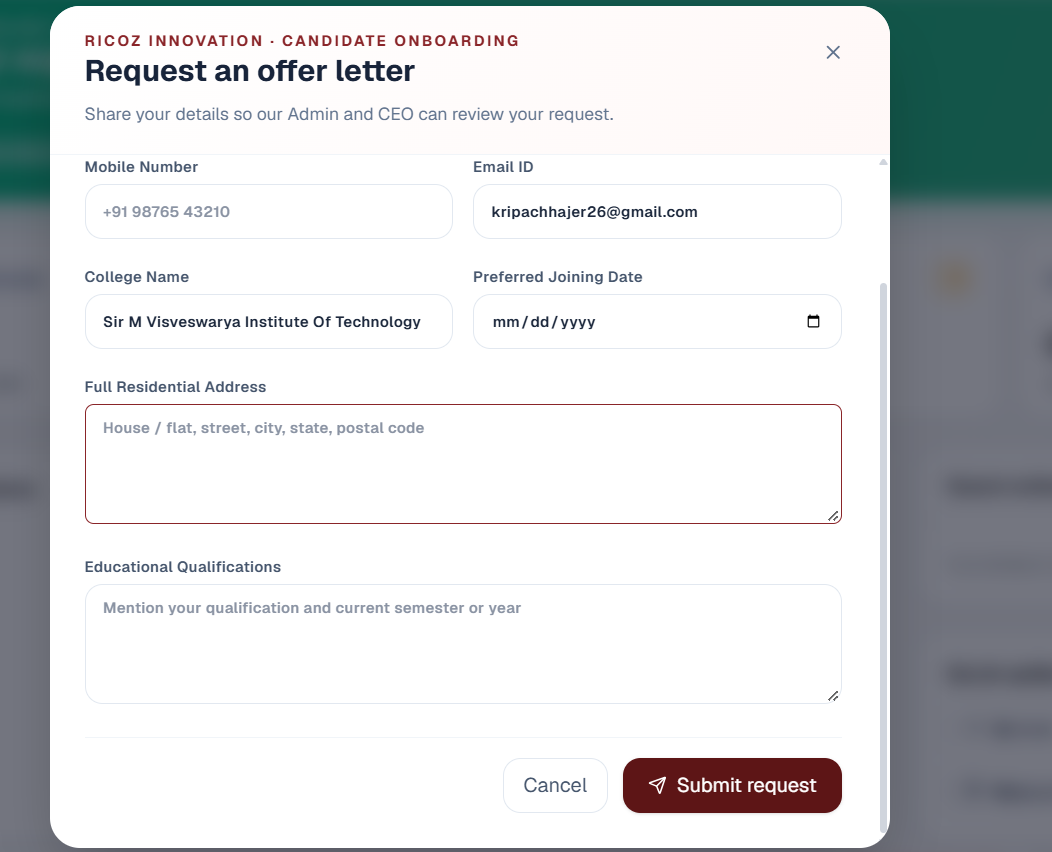 RICOZ INNOVATION · CANDIDATE ONBOARDING
Request an offer letter
Share your details so our Admin and CEO can review your request.
Mobile Number
Email ID
+91 98765 43210
kripachhajer26@gmail.com
College Name
Preferred Joining Date
Sir M Visveswarya Institute Of Technology
mm/dd/yyyy
Full Residential Address
House / flat, street, city, state, postal code
Educational Qualifications
Mention your qualification and current semester or year
Cancel
Submit request